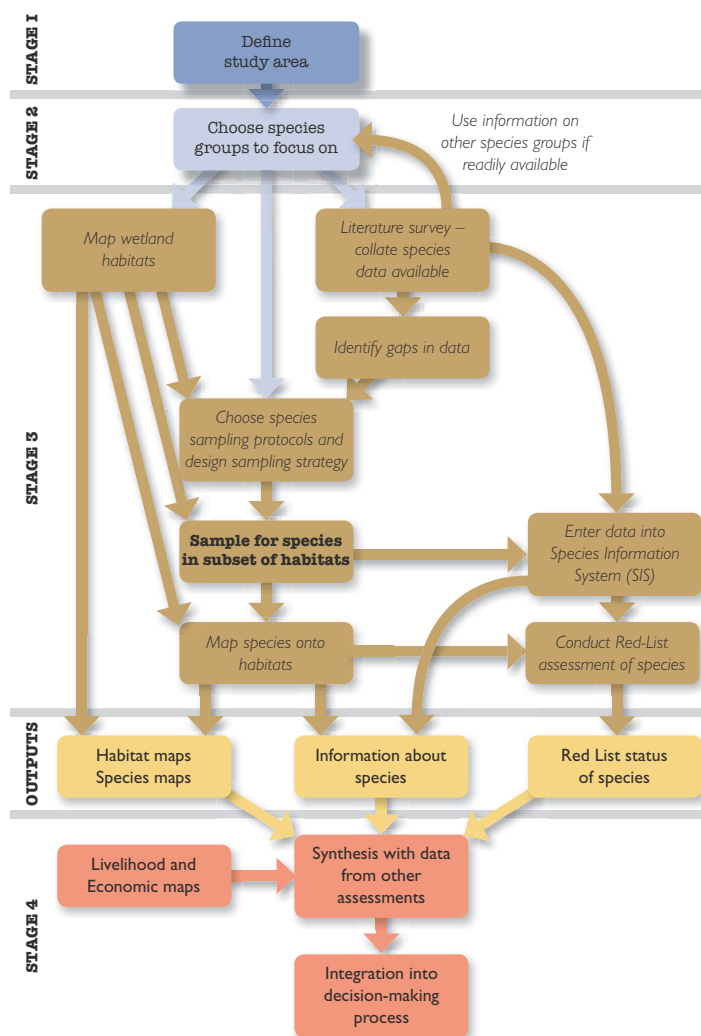 STAGE I
Define
study area
STAGE 2
Choose species
groups to focus on
Use information on
other species groups if
readily available
STAGE 3
Map wetland
habitats
Literature survey –
collate species
data available
Identify gaps in data
Choose species
sampling protocols and
design sampling strategy
Sample for species
in subset of habitats
Enter data into
Species Information
System (SIS)
Map species onto
habitats
Conduct Red-List
assessment of species
OUTPUTS
Habitat maps
Species maps
Information about
species
Red List status
of species
STAGE 4
Livelihood and
Economic maps
Synthesis with data
from other
assessments
Integration into
decision-making
process